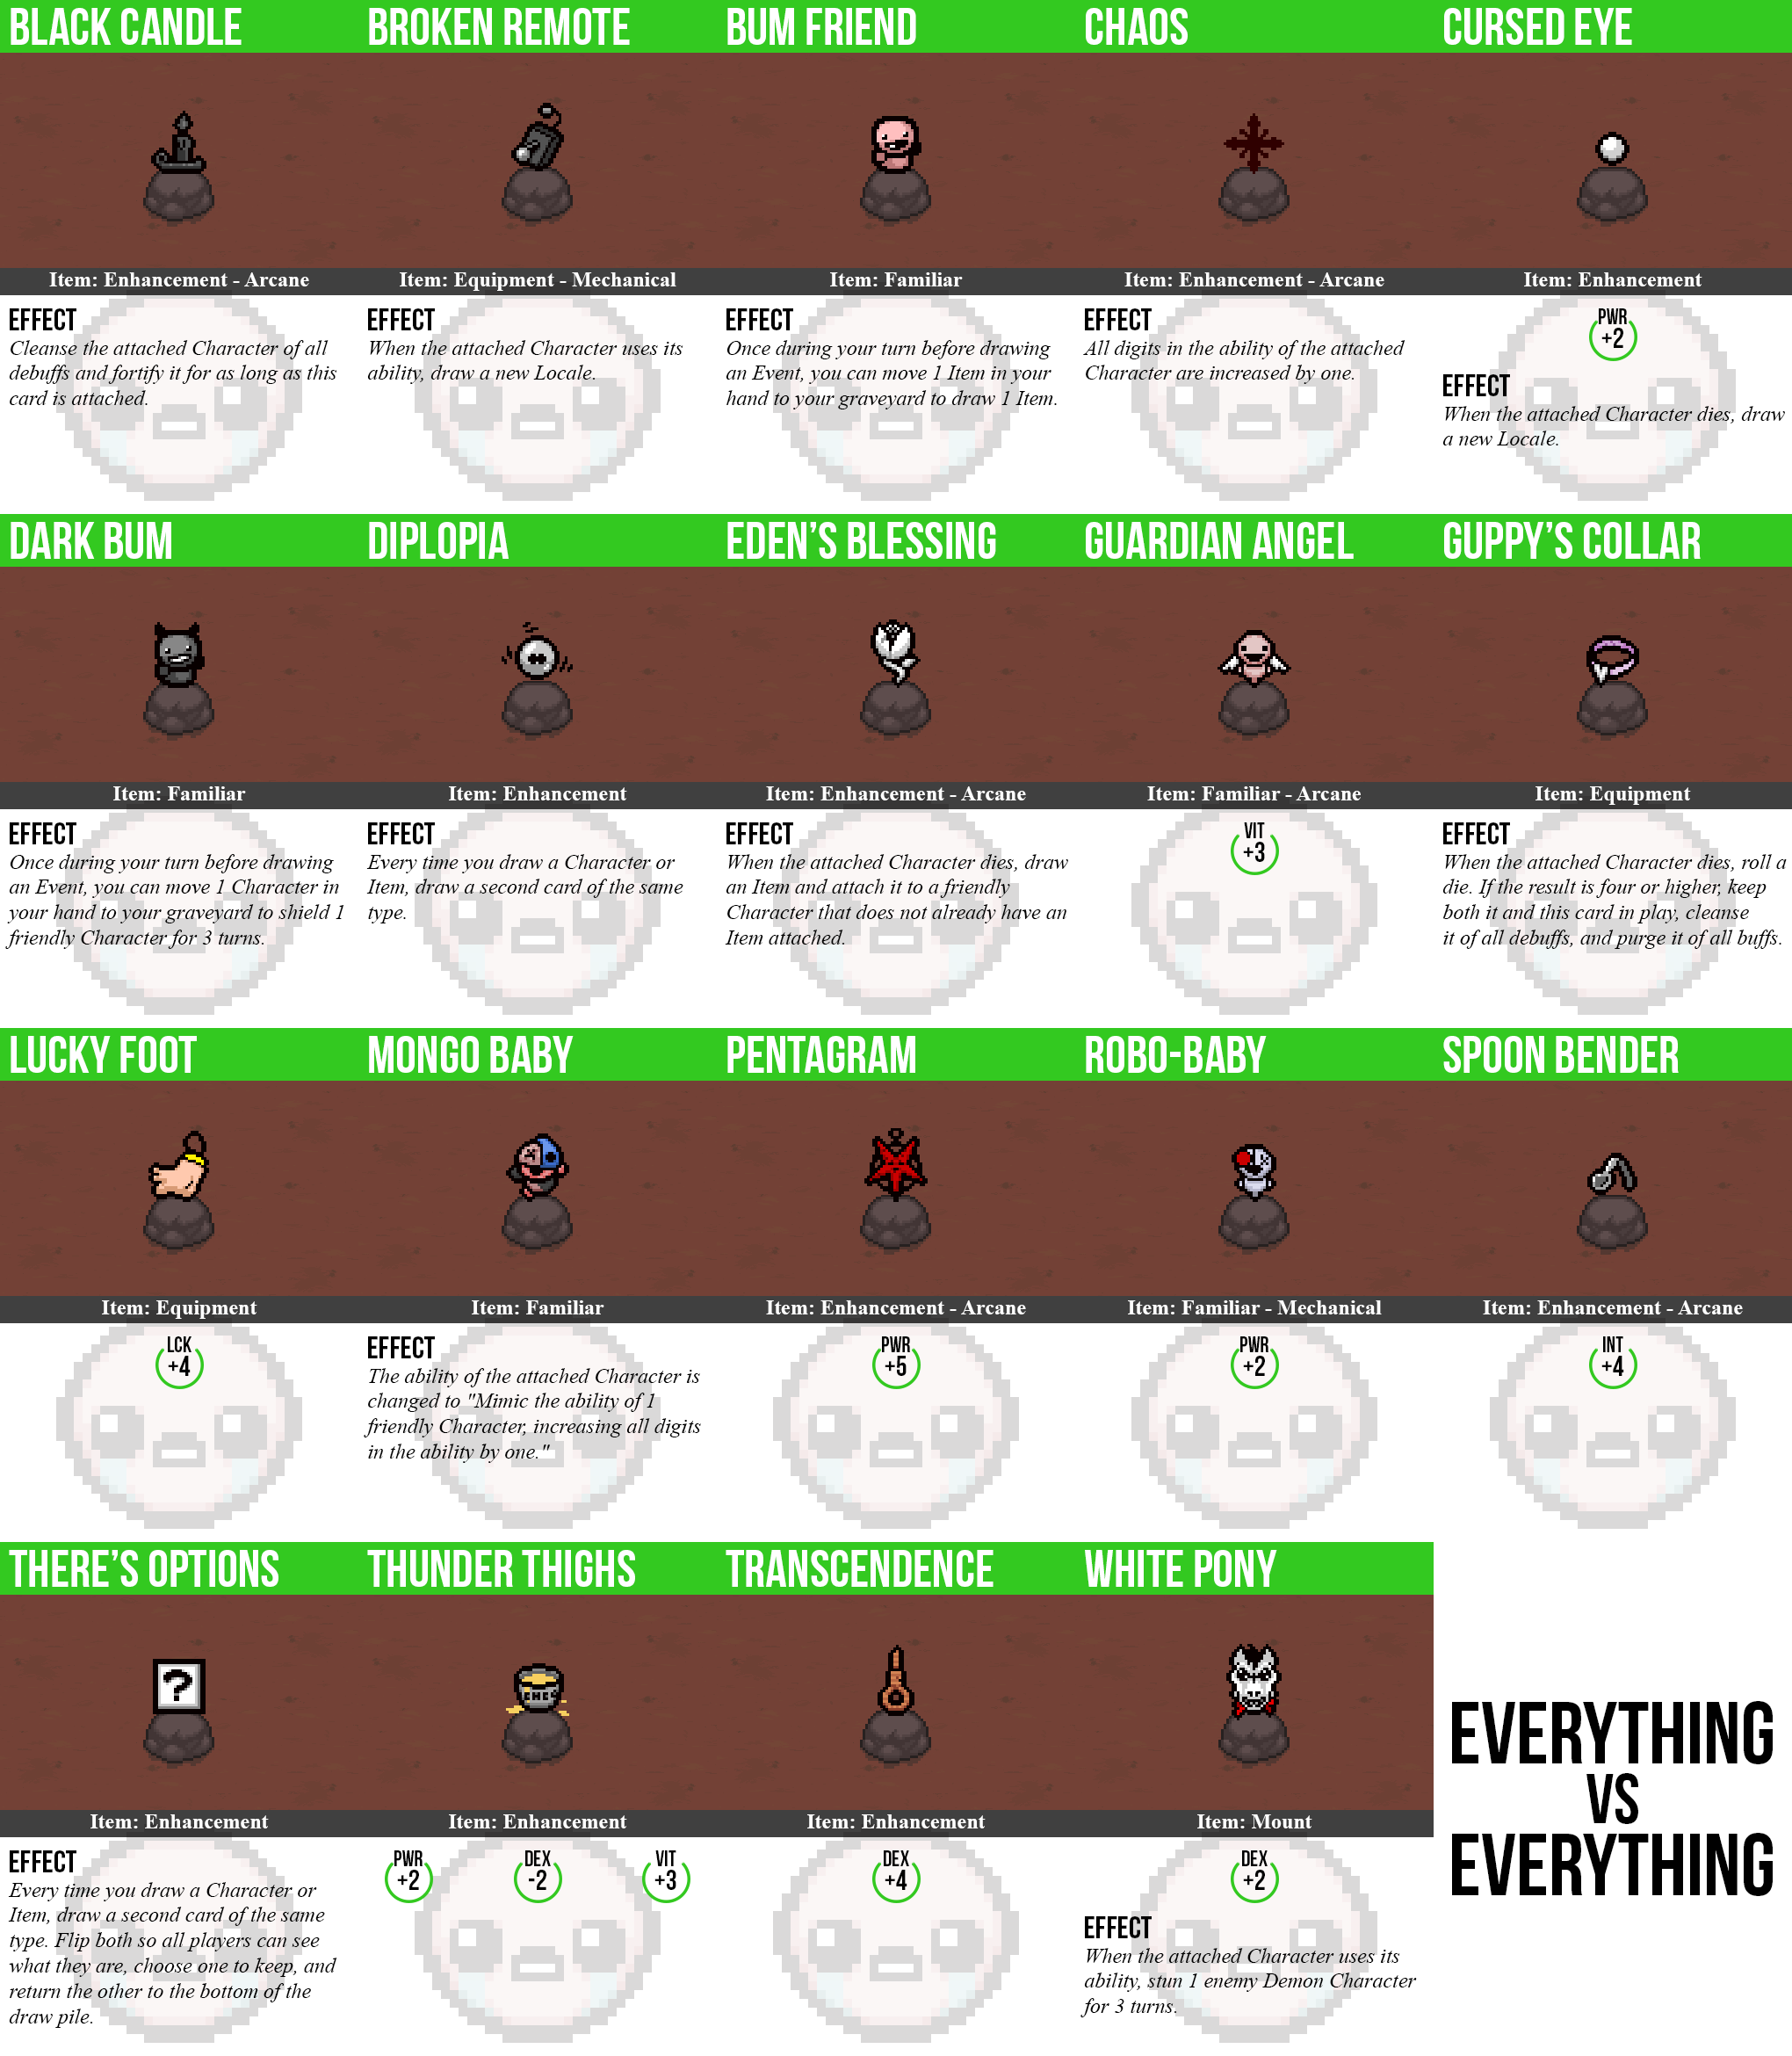 BLACK CANDLE
Item: Enhancement - Arcane
EFFECT
Cleanse the attached Character of all
debuffs and fortify it for as long as this
card is attached.
BROKEN REMOTE
Item: Equipment - Mechanical
EFFECT
When the attached Character uses its
ability, draw a new Locale.
BUM FRIEND
Item: Familiar
EFFECT
Once during your turn before drawing
an Event, you can move 1 Item in your
hand to your graveyard to draw 1 Item.
CHAOS
Item: Enhancement - Arcane
EFFECT
All digits in the ability of the attached
Character are increased by one.
CURSED EYE
Item: Enhancement
PWR
+2
EFFECT
When the attached Character dies, draw
a new Locale.
DARK BUM
Item: Familiar
EFFECT
Once during your turn before drawing
an Event, you can move 1 Character in
your hand to your graveyard to shield 1
friendly Character for 3 turns.
DIPLOPIA
Item: Enhancement
EFFECT
Every time you draw a Character or
Item, draw a second card of the same
type.
EDEN'S BLESSING
Item: Enhancement - Arcane
EFFECT
When the attached Character dies, draw
an Item and attach it to a friendly
Character that does not already have an
Item attached.
GUARDIAN ANGEL
Item: Familiar - Arcane
VIT
+3
GUPPY'S COLLAR
Item: Equipment
EFFECT
When the attached Character dies, roll a
die. If the result is four or higher, keep
both it and this card in play, cleanse
it of all debuffs, and purge it of all buffs.
LUCKY FOOT
Item: Equipment
LCK
+4
MONGO BABY
Item: Familiar
EFFECT
The ability of the attached Character is
changed to "Mimic the ability of 1
friendly Character, increasing all digits
in the ability by one."
PENTAGRAM
Item: Enhancement - Arcane
PWR
+5
ROBO-BABY
Item: Familiar - Mechanical
PWR
+2
SPOON BENDER
Item: Enhancement - Arcane
INT
+4
THERE'S OPTIONS
?
Item: Enhancement
EFFECT
Every time you draw a Character or
Item, draw a second card of the same
type. Flip both so all players can see
what they are, choose one to keep, and
return the other to the bottom of the
draw pile.
THUNDER THIGHS
Item: Enhancement
PWR DEX VIT
+2 -2 +3
TRANSCENDENCE
Item: Enhancement
DEX
+4
WHITE PONY
Item: Mount
DEX
+2
EFFECT
When the attached Character uses its
ability, stun 1 enemy Demon Character
for 3 turns.
EVERYTHING
VS
EVERYTHING